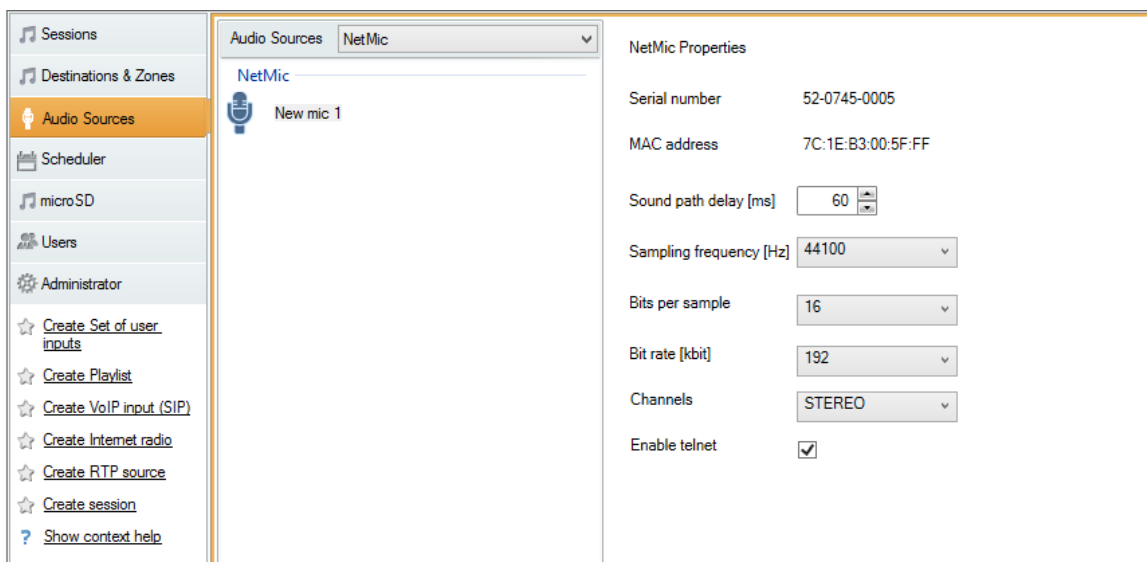 Sessions
Destinations & Zones
Audio Sources
Scheduler
microSD
Users
Administrator
Create Set of user
inputs
Create Playlist
Create VoIP input (SIP)
Create Internet radio
Create RTP source
Create session
? Show context help
Audio Sources NetMic
NetMic
New mic 1
NetMic Properties
Serial number 52-0745-0005
MAC address 7C:1E:B3:00:5F:FF
Sound path delay [ms] 60
Sampling frequency [Hz] 44100
Bits per sample 16
Bit rate [kbit] 192
Channels STEREO
Enable telnet